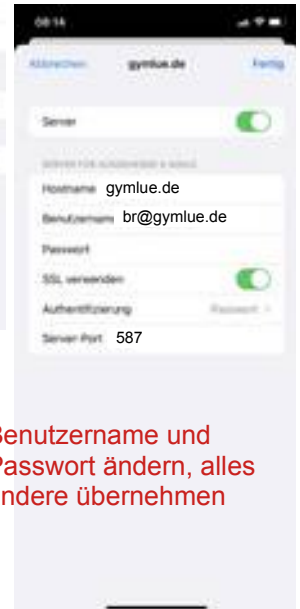 08:14
Abbrechen gymlue.de Fertig
Server
SERVER FÜR AUSGEHENDE E-MAILS
Hostname gymlue.de
Benutzername br@gymlue.de
Passwort
SSL verwenden
Authentifizierung Passwort >
Server-Port 587
Benutzername und
Passwort ändern, alles
andere übernehmen